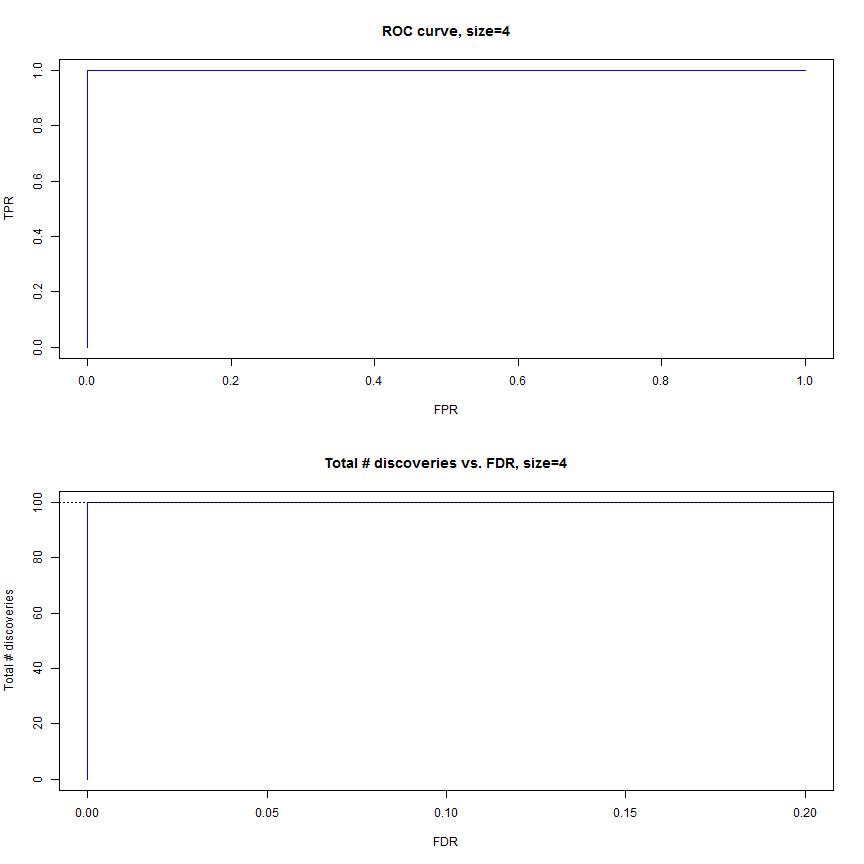 ROC curve, size=4
TPR
1.0
0.8
0.6
0.4
0.2
0.0
0.0 0.2 0.4 0.6 0.8 1.0
FPR
Total # discoveries vs. FDR, size=4
Total # discoveries
100
80
60
40
20
0
0.00 0.05 0.10 0.15 0.20
FDR